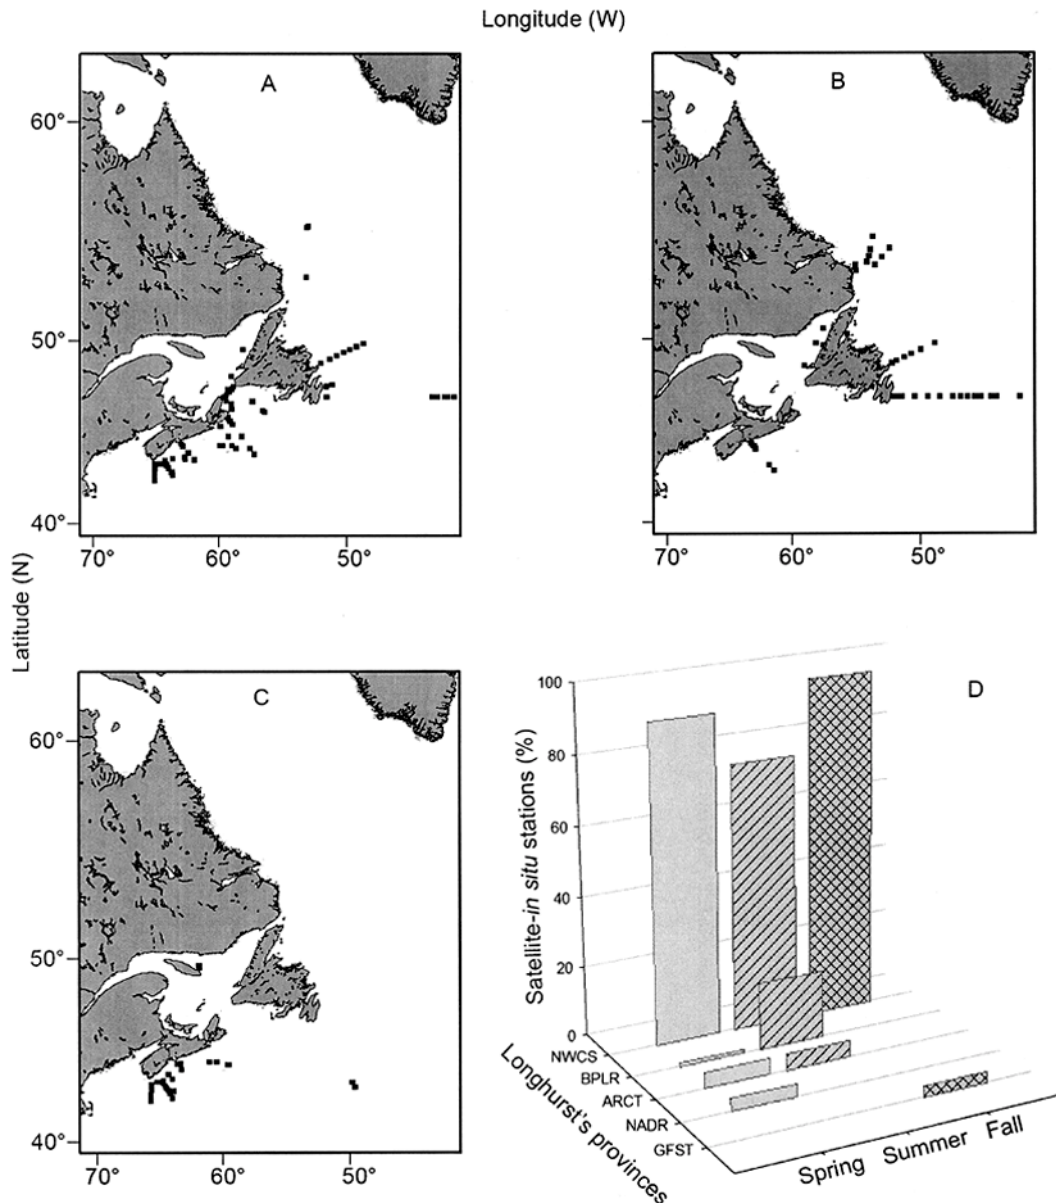 Longitude (W)
A
B
60°
60°
50°
50°
40°
40°
70°
60°
50°
70°
60°
50°
Latitude (N)
C
60°
50°
40°
70°
60°
50°
D
Satellite-in situ stations (%)
100
80
60
40
20
0
NWCS
BPLR
ARCT
NADR
GFST
Longhurst's provinces
Spring
Summer
Fall